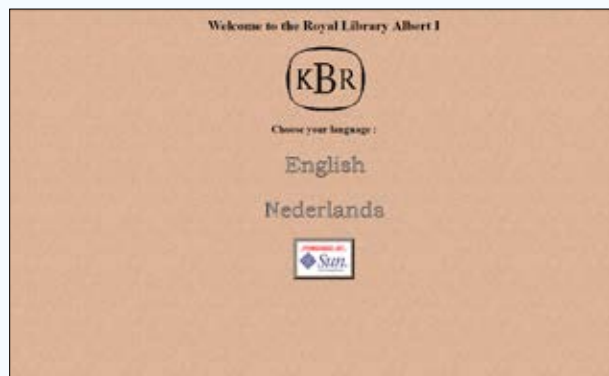 Welcome to the Royal Library Albert I
KBR
Choose your language :
English
Nederlands
Sun